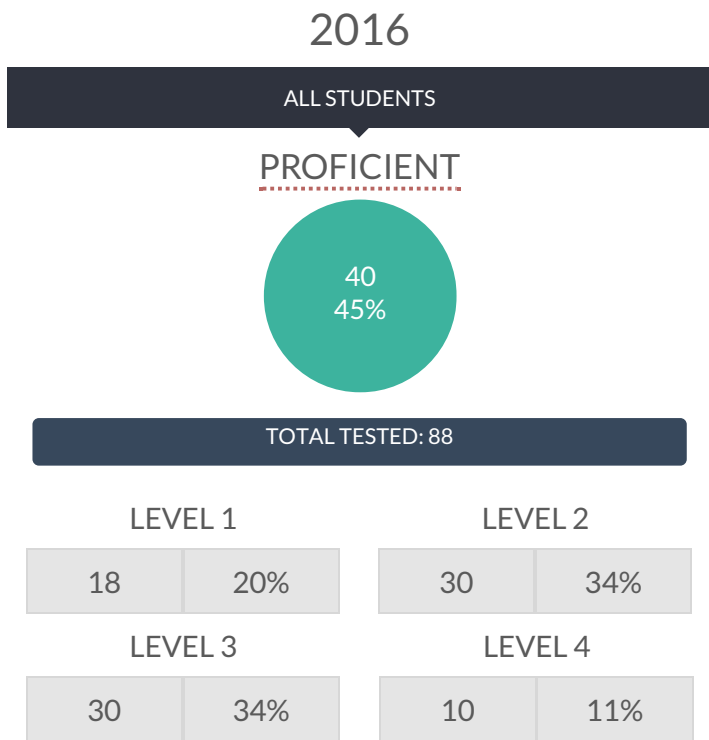 2016
ALL STUDENTS
PROFICIENT
40
45%
TOTAL TESTED: 88
LEVEL 1 LEVEL 2
18 20% 30 34%
LEVEL 3 LEVEL 4
30 34% 10 11%